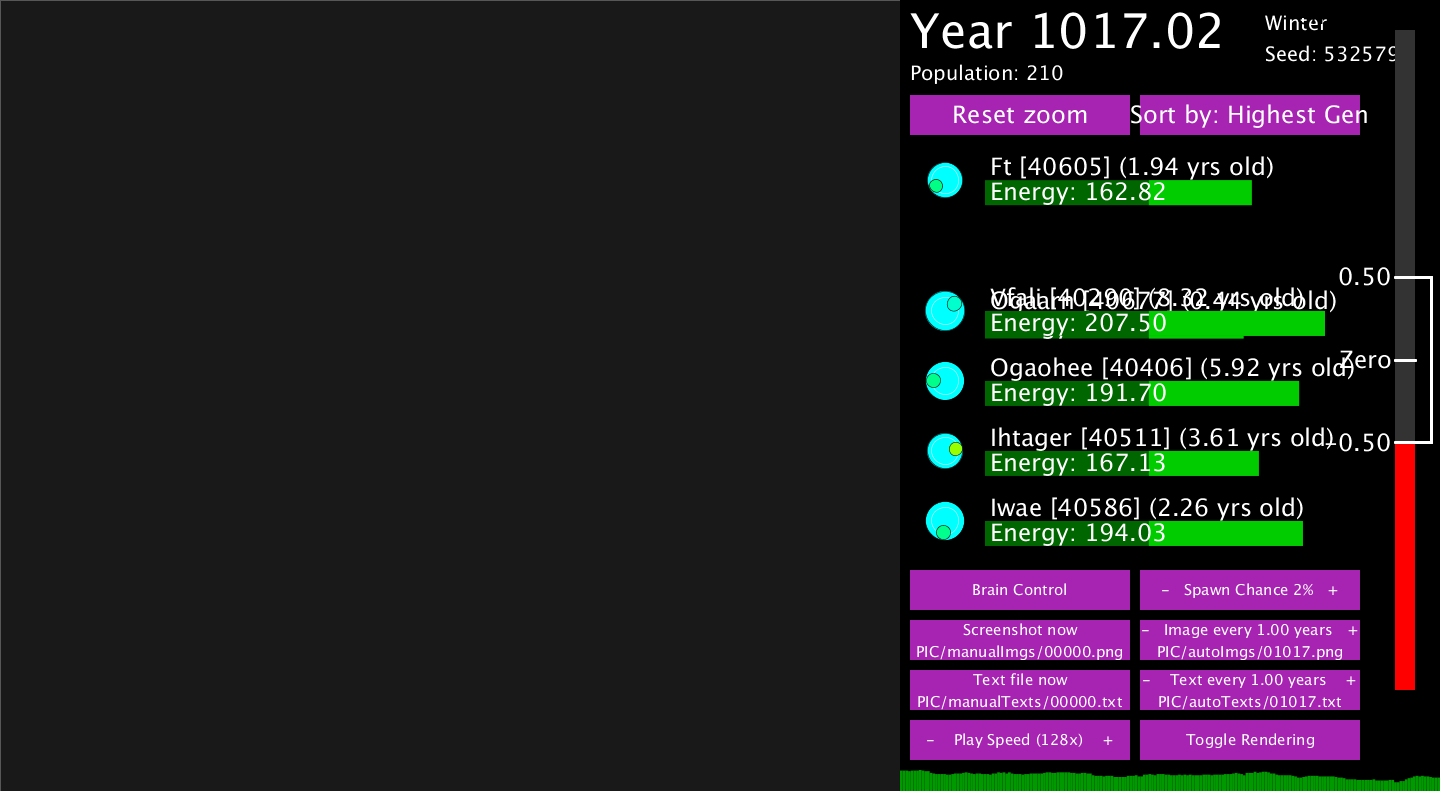 Year 1017.02
Winter
Seed: 532579
Population: 210
Reset zoom
Sort by: Highest Gen
Ft [40605] (1.94 yrs old)
Energy: 162.82
0.50
Energy: 207.50
Zero
Ogaohee [40406] (5.92 yrs old)
Energy: 191.70
Ihtager [40511] (3.61 yrs old)
-0.50
Energy: 167.13
Iwae [40586] (2.26 yrs old)
Energy: 194.03
Brain Control
- Spawn Chance 2% +
Screenshot now
PIC/manualImgs/00000.png
- Image every 1.00 years +
PIC/autoImgs/01017.png
Text file now
PIC/manualTexts/00000.txt
- Text every 1.00 years +
PIC/autoTexts/01017.txt
- Play Speed (128x) +
Toggle Rendering